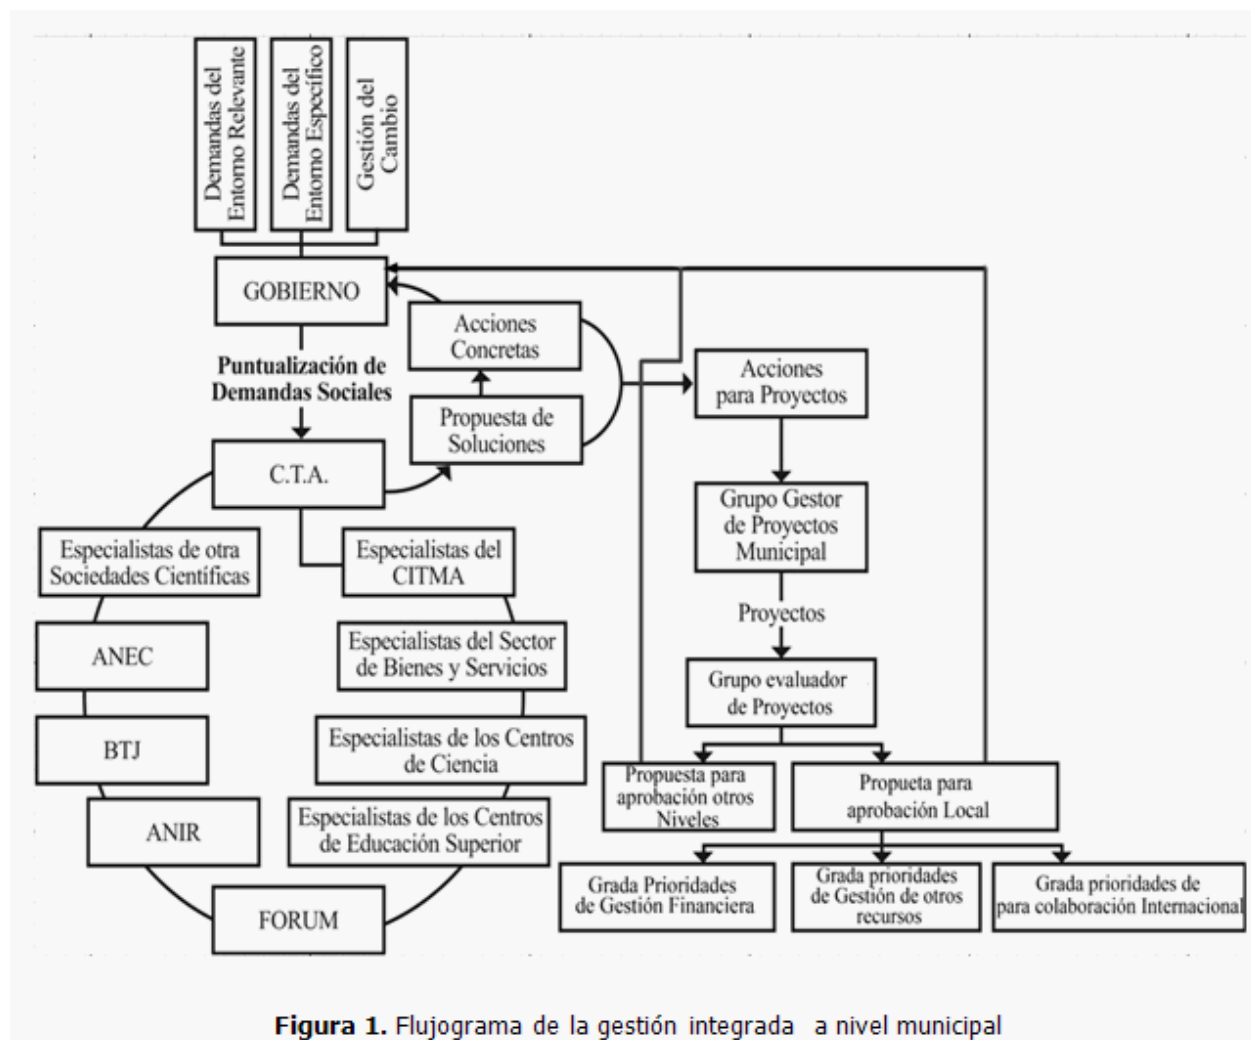 Demandas del
Entorno Relevante
Demandas del
Entorno Específico
Gestión del
Cambio
GOBIERNO
Puntualización de
Demandas Sociales
C.T.A.
Acciones
Concretas
Propuesta de
Soluciones
Especialistas de otra
Sociedades Científicas
ANEC
BTJ
ANIR
FORUM
Especialistas del
CITMA
Especialistas del Sector
de Bienes y Servicios
Especialistas de los Centros
de Ciencia
Especialistas de los Centros
de Educación Superior
Acciones
para Proyectos
Grupo Gestor
de Proyectos
Municipal
Proyectos
Grupo evaluador
de Proyectos
Propuesta para
aprobación otros
Niveles
Propueta para
aprobación Local
Grada Prioridades
de Gestión Financiera
Grada prioridades
de Gestión de otros
recursos
Grada prioridades de
para colaboración Internacional
Figura 1. Flujograma de la gestión integrada a nivel municipal